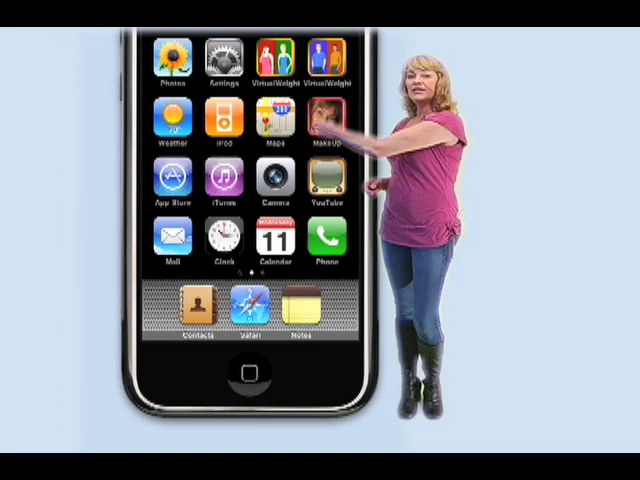 Photos Settings VirtualWeight VirtualWeight
Weather iPod Maps MakeUp
280
App Store iTunes Camera YouTube
Wednesday
11
Mail Clock Calendar Phone
Contacts Safari Notes